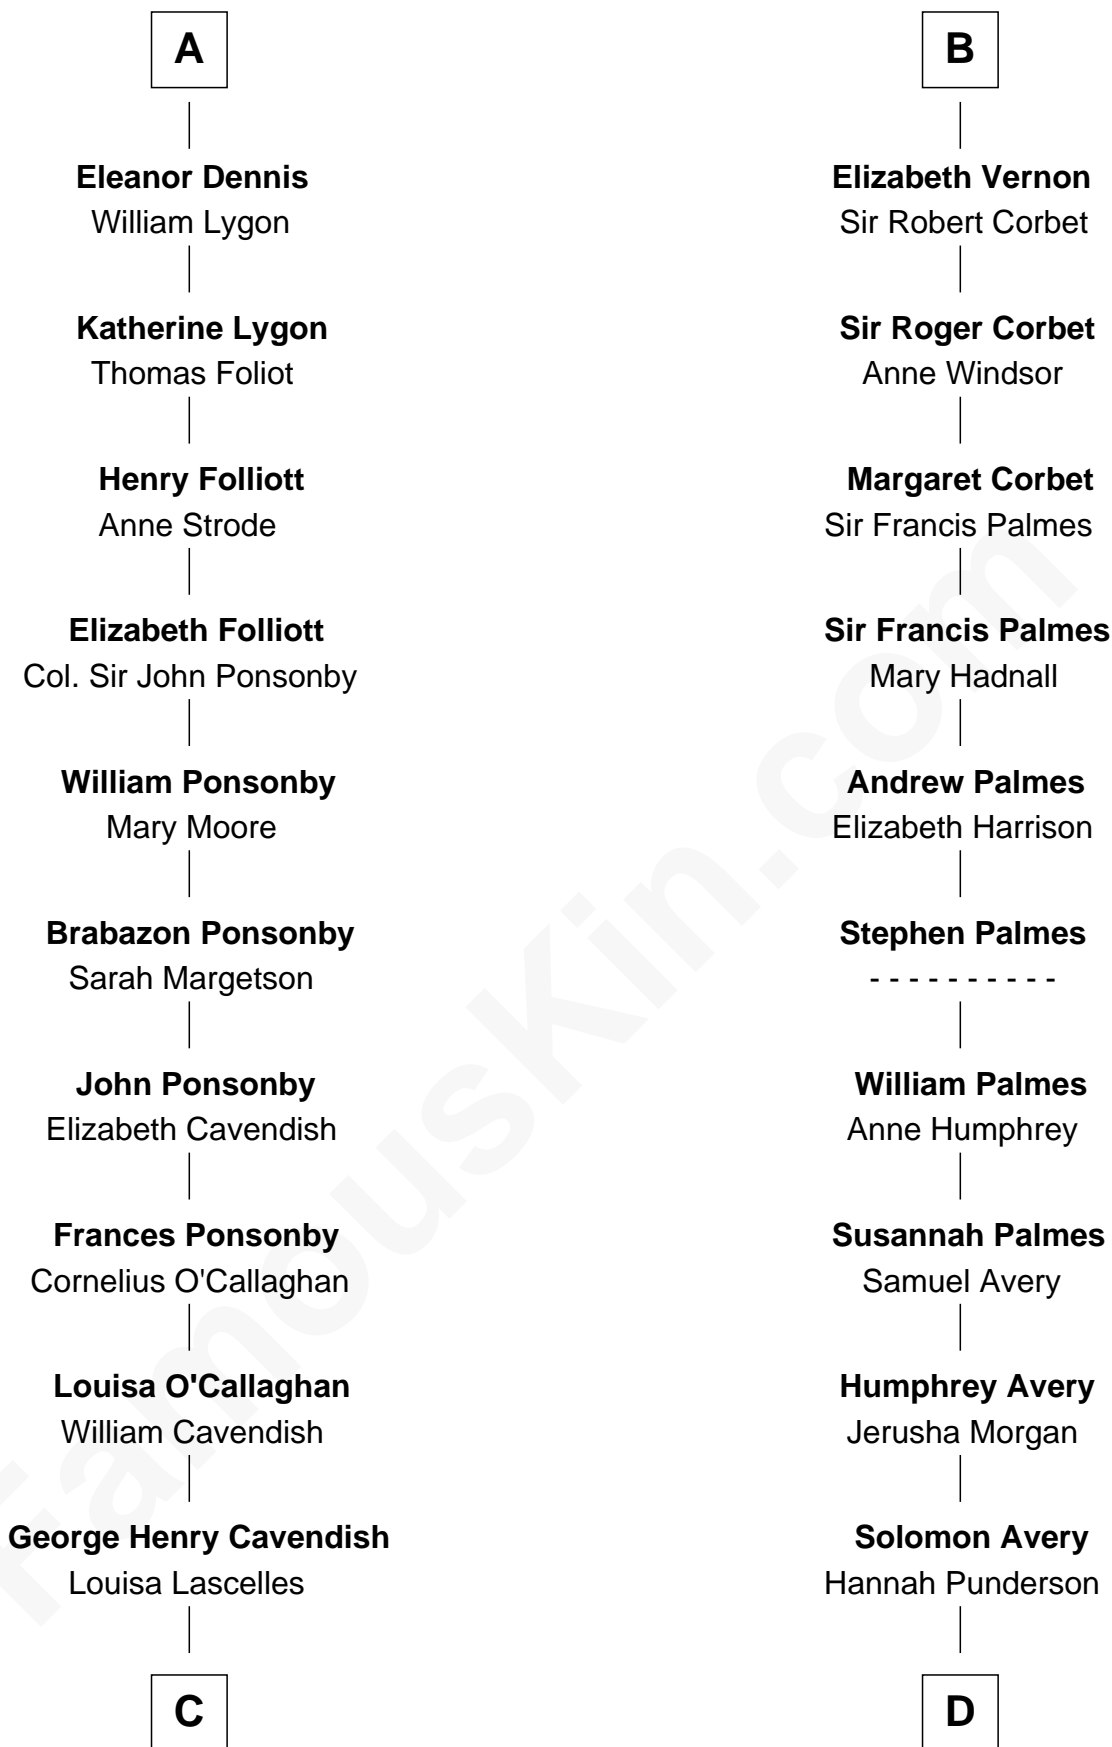 A
Eleanor Dennis
William Lygon
Katherine Lygon
Thomas Foliot
Henry Folliott
Anne Strode
Elizabeth Folliott
Col. Sir John Ponsonby
William Ponsonby
Mary Moore
Brabazon Ponsonby
Sarah Margetson
John Ponsonby
Elizabeth Cavendish
Frances Ponsonby
Cornelius O'Callaghan
Louisa O'Callaghan
William Cavendish
George Henry Cavendish
Louisa Lascelles
C
B
Elizabeth Vernon
Sir Robert Corbet
Sir Roger Corbet
Anne Windsor
Margaret Corbet
Sir Francis Palmes
Sir Francis Palmes
Mary Hadnall
Andrew Palmes
Elizabeth Harrison
Stephen Palmes
- - - - - - - - - -
William Palmes
Anne Humphrey
Susannah Palmes
Samuel Avery
Humphrey Avery
Jerusha Morgan
Solomon Avery
Hannah Punderson
D
FamousKin.com